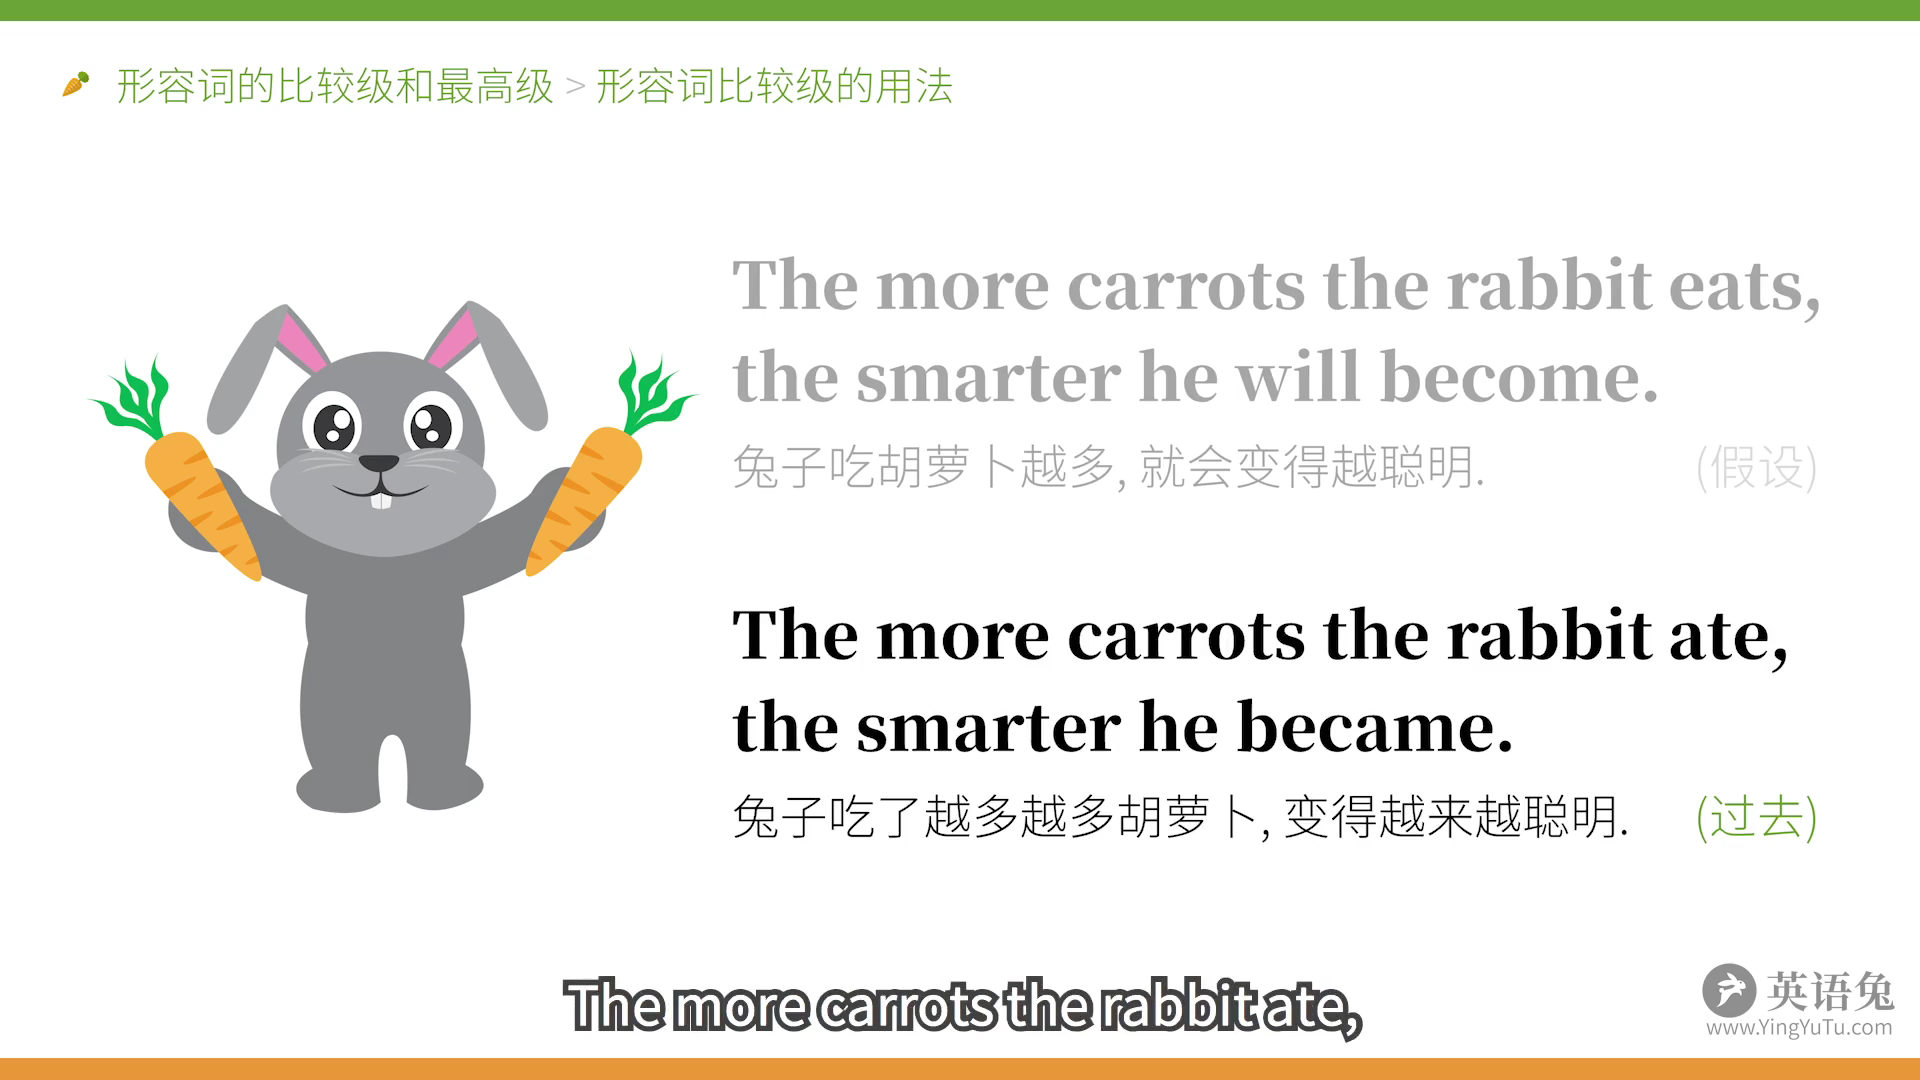 形容词的比较级和最高级 > 形容词比较级的用法
The more carrots the rabbit eats,
the smarter he will become.
兔子吃胡萝卜越多, 就会变得越聪明. (假设)
The more carrots the rabbit ate,
the smarter he became.
兔子吃了越多越多胡萝卜, 变得越来越聪明. (过去)
The more carrots the rabbit ate,
英语兔
www.YingYuTu.com